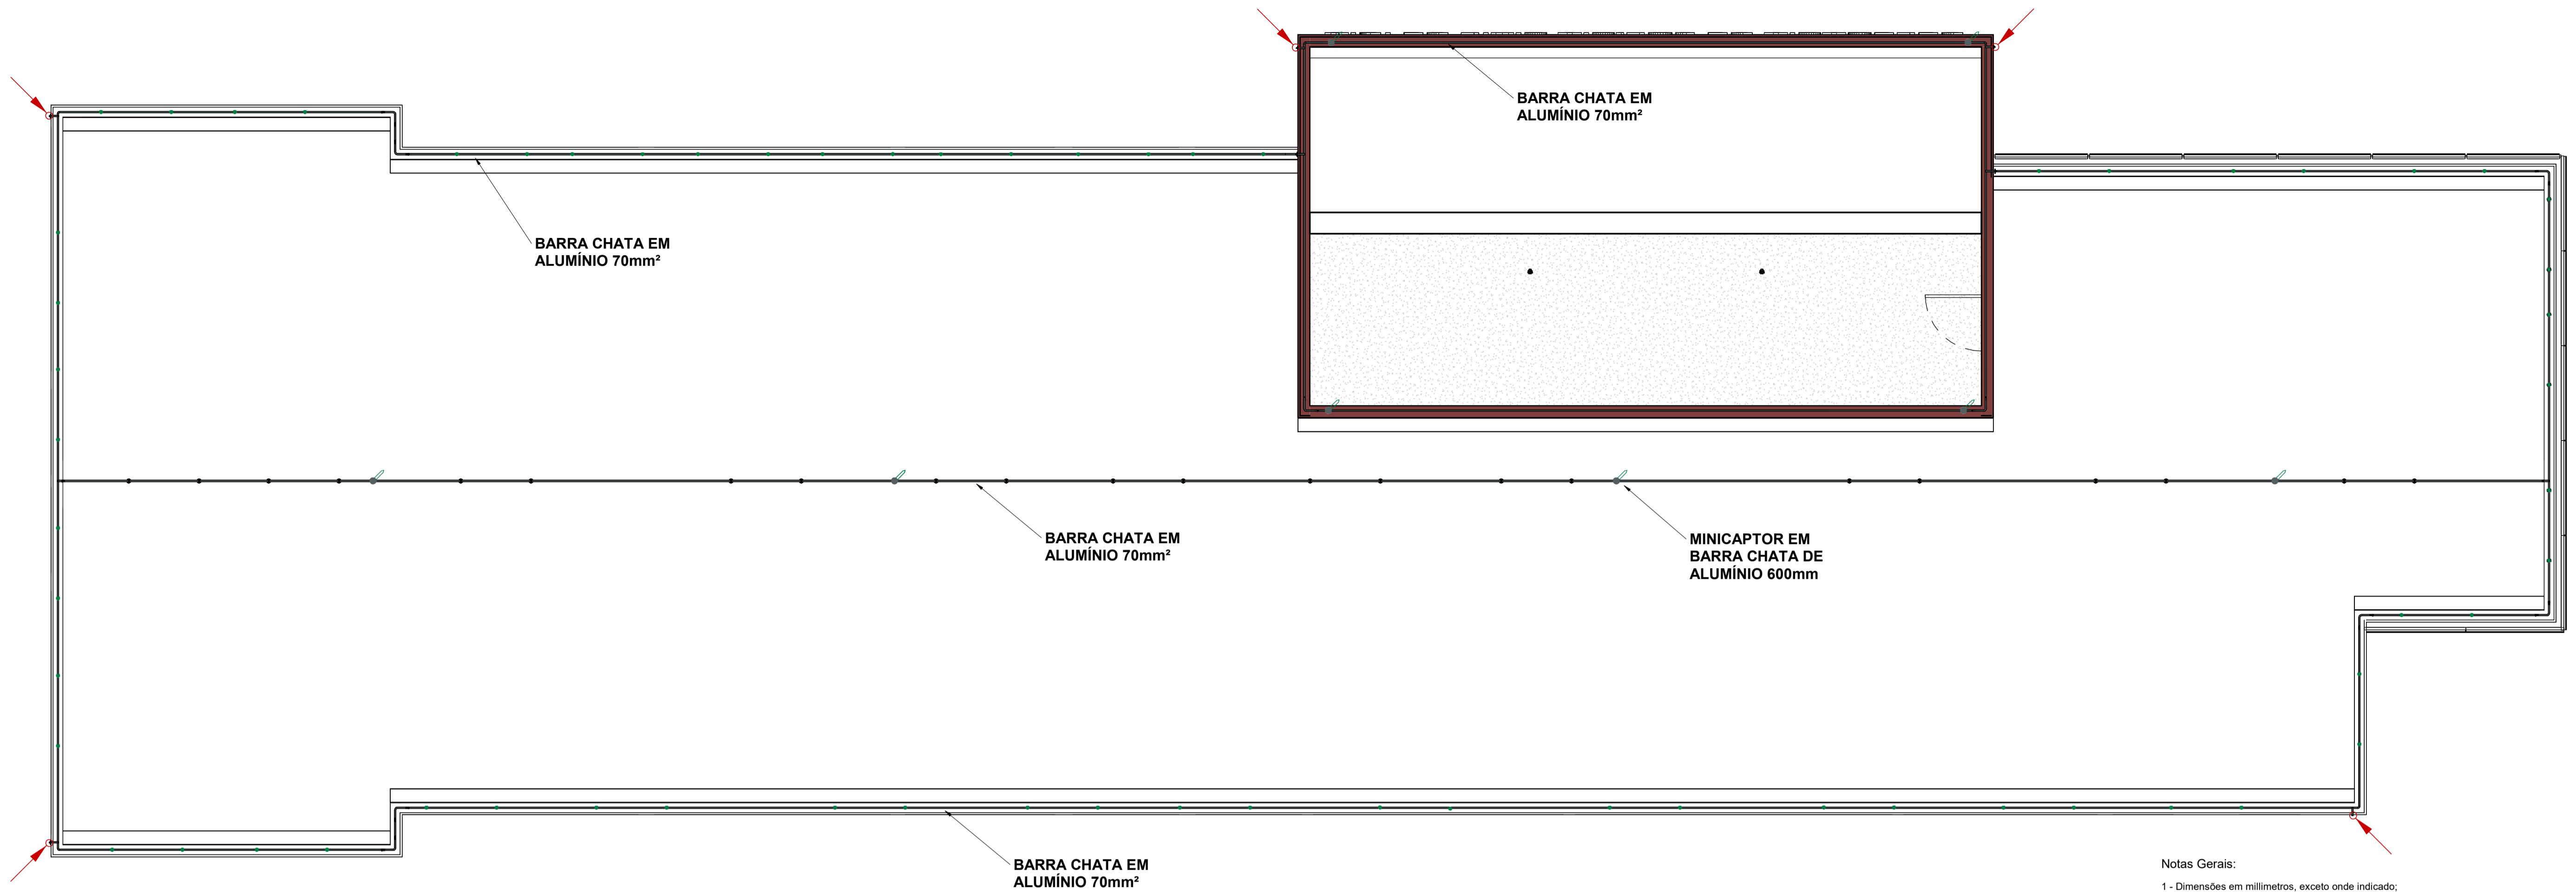 BARRA CHATA EM
ALUMÍNIO 70mm²
BARRA CHATA EM
ALUMÍNIO 70mm²
BARRA CHATA EM
ALUMÍNIO 70mm²
MINICAPTOR EM
BARRA CHATA DE
ALUMÍNIO 600mm
BARRA CHATA EM
ALUMÍNIO 70mm²
Notas Gerais:
1 - Dimensões em millimetros, exceto onde indicado;